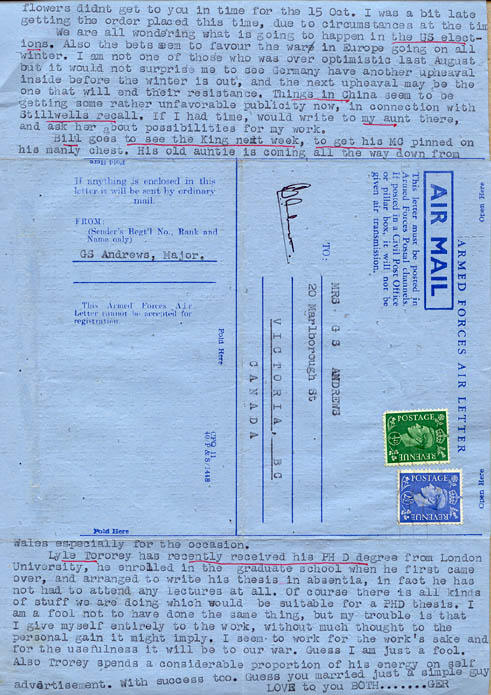 flowers didnt get to you in time for the 15 Oct. I was a bit late
getting the order placed this time, due to circumstances at the tim
We are all wondering what is going to happen in the US elect-
ions. Also the bets seem to favour the war in Europe going on all
winter. I am not one of those who was over optimistic last August
bit it would not surprise me to see Germany have another upheaval
inside before the winter is out, and the next upheaval may be the
one that will end their resistance. Things in China seem to be
getting some rather unfavorable publicity now, in connection with
Stillwells recall. If I had time, would write to my aunt there,
and ask her about possibilities for my work.
Bill goes to see the King next week, to get his MC pinned on
his manly chest. His old auntie is coming all the way down from
Fold Here
If anything is enclosed in this
letter it will be sent by ordinary
mail.
FROM:
(Sender's Regt'l No., Rank and
Name only)
GS Andrews, Major.
This Armed Forces Air
Letter cannot be accepted for
registration.
Fold Here
40/P & S/1448
Fold Here
Open Here
ARMED FORCES AIR LETTER
AIR MAIL
This letter must be posted in
Armed Forces Postal channels.
If posted in a Civil Post Office
or pillar box, it will not be
given air transmission.
TO:
MRS G S ANDREWS
20 Marlborough St
VICTORIA, BC
CANADA
Open Here
POSTAGE
REVENUE
POSTAGE
REVENUE
Wales especially for the occasion.
Lyle Tororey has recently received his PH D degree from London
University, he enrolled in the graduate school when he first came
over, and arranged to write his thesis in absentia, in fact he has
not had to attend any lectures at all. Of course there is all kinds
of stuff we are doing which would be suitable for a PHD thesis. I
am a fool not to have done the same thing, but my trouble is that
I give myself entirely to the work, without much thought to the
personal gain it might imply. I seem to work for the work's sake and
for the usefulness it will be to our war. Guess I am just a fool.
Also Trorey spends a considerable proportion of his energy on self
advertisement. With success too. Guess you married just a simple guy
LOVE to you BOTH.......GER